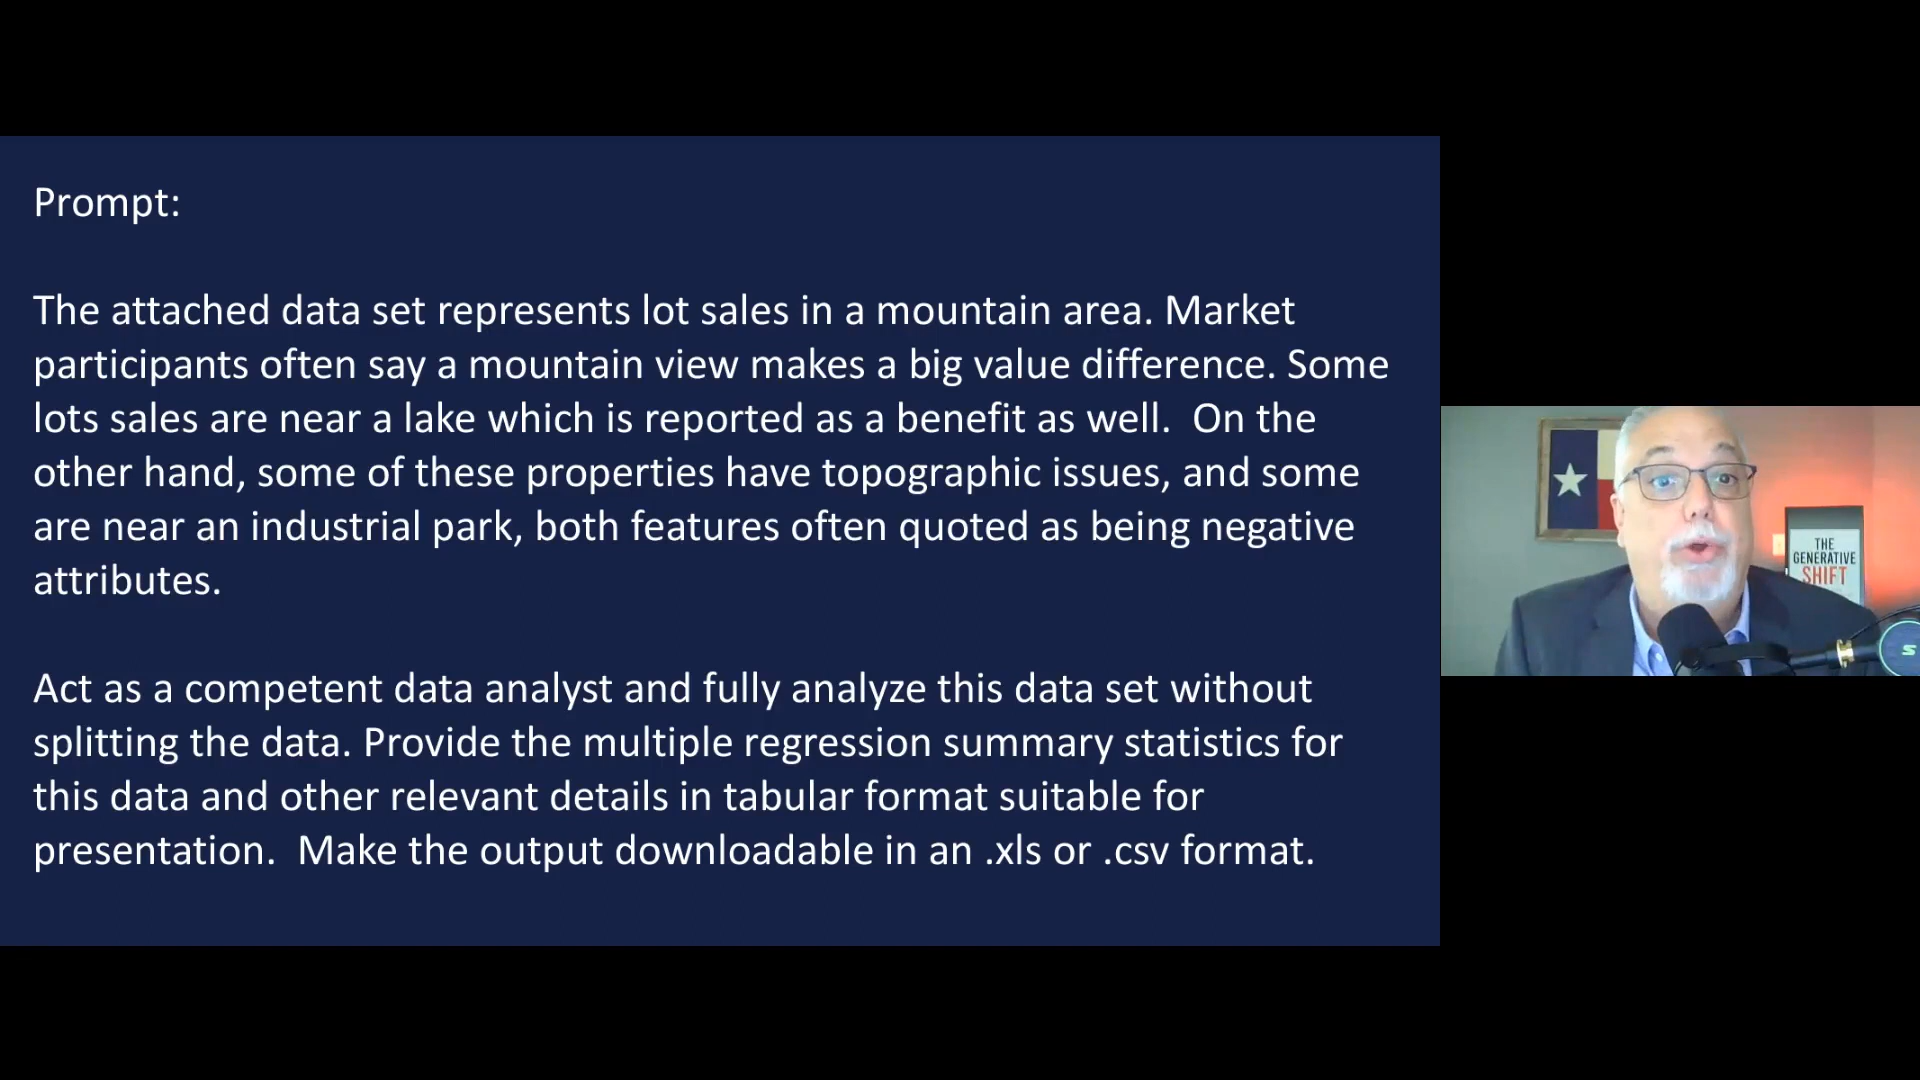 Prompt:
The attached data set represents lot sales in a mountain area. Market
participants often say a mountain view makes a big value difference. Some
lots sales are near a lake which is reported as a benefit as well.  On the
other hand, some of these properties have topographic issues, and some
are near an industrial park, both features often quoted as being negative
attributes.
Act as a competent data analyst and fully analyze this data set without
splitting the data. Provide the multiple regression summary statistics for
this data and other relevant details in tabular format suitable for
presentation.  Make the output downloadable in an .xls or .csv format.
THE
GENERATIVE
SHIFT
S